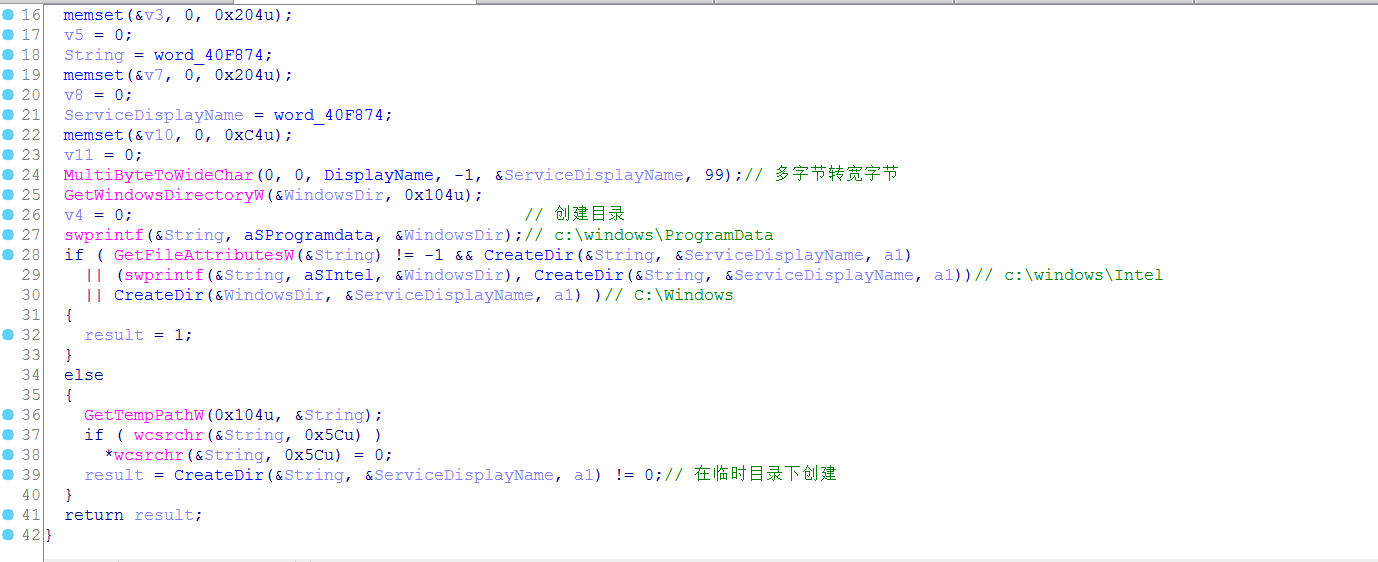 16 memset(&v3, 0, 0x204u);
17 v5 = 0;
18 String = word_40F874;
19 memset(&v7, 0, 0x204u);
20 v8 = 0;
21 ServiceDisplayName = word_40F874;
22 memset(&v10, 0, 0xC4u);
23 v11 = 0;
24 MultiByteToWideChar(0, 0, DisplayName, -1, &ServiceDisplayName, 99);// 多字节转宽字节
25 GetWindowsDirectoryW(&WindowsDir, 0x104u);
26 v4 = 0; // 创建目录
27 swprintf(&String, aSProgramdata, &WindowsDir);// c:\windows\ProgramData
28 if ( GetFileAttributesW(&String) != -1 && CreateDir(&String, &ServiceDisplayName, a1)
29 || (swprintf(&String, aSIntel, &WindowsDir), CreateDir(&String, &ServiceDisplayName, a1))// c:\windows\Intel
30 || CreateDir(&WindowsDir, &ServiceDisplayName, a1) )// C:\Windows
31 {
32 result = 1;
33 }
34 else
35 {
36 GetTempPathW(0x104u, &String);
37 if ( wcsrchr(&String, 0x5Cu) )
38 *wcsrchr(&String, 0x5Cu) = 0;
39 result = CreateDir(&String, &ServiceDisplayName, a1) != 0;// 在临时目录下创建
40 }
41 return result;
42 }